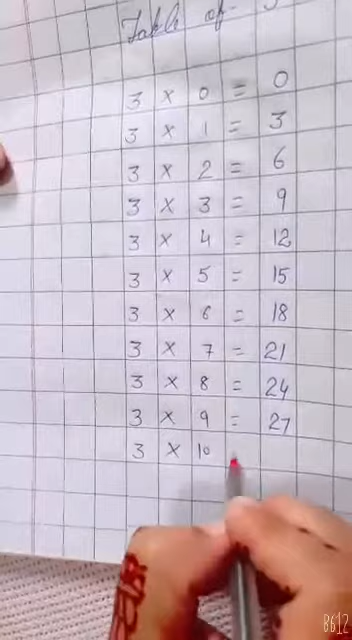 Table of 3
3 × 0 = 0
3 × 1 = 3
3 × 2 = 6
3 × 3 = 9
3 × 4 = 12
3 × 5 = 15
3 × 6 = 18
3 × 7 = 21
3 × 8 = 24
3 × 9 = 27
3 × 10
B612